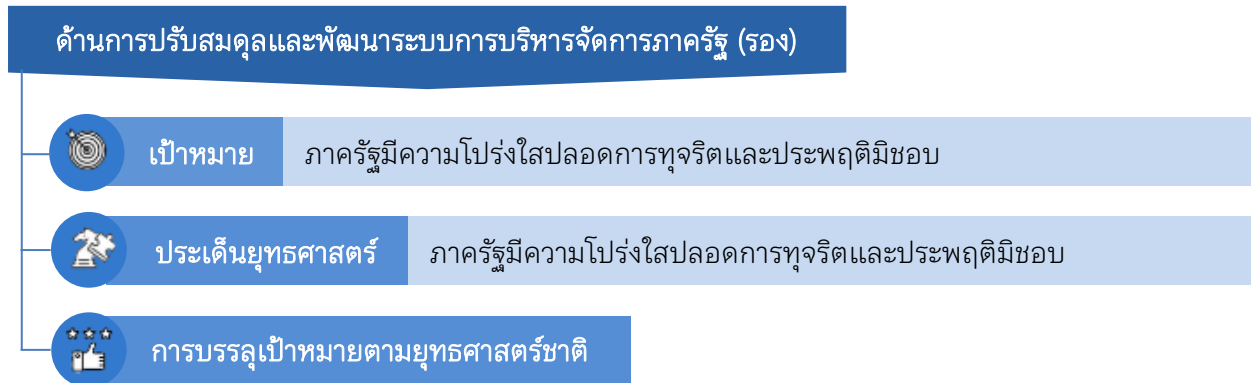 ด้านการปรับสมดุลและพัฒนาระบบการบริหารจัดการภาครัฐ (รอง)
เป้าหมาย ภาครัฐมีความโปร่งใสปลอดการทุจริตและประพฤติมิชอบ
ประเด็นยุทธศาสตร์ ภาครัฐมีความโปร่งใสปลอดการทุจริตและประพฤติมิชอบ
การบรรลุเป้าหมายตามยุทธศาสตร์ชาติ